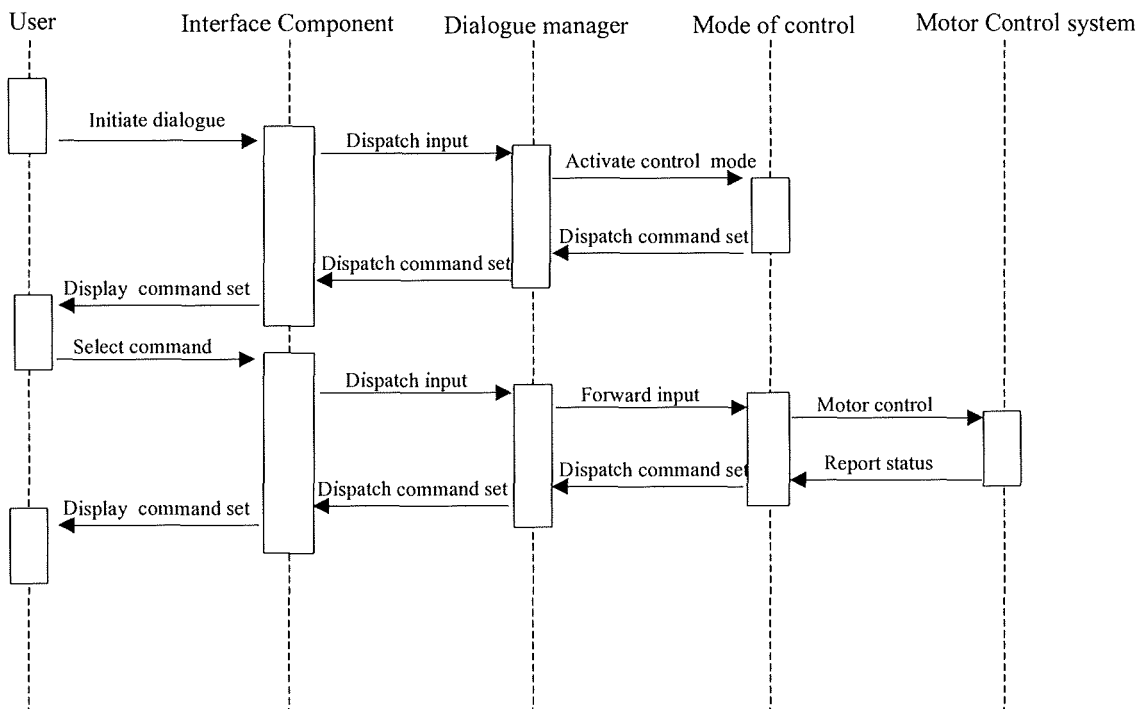 User
Interface Component
Dialogue manager
Mode of control
Motor Control system
Initiate dialogue
Dispatch input
Activate control mode
Dispatch command set
Dispatch command set
Display command set
Select command
Dispatch input
Forward input
Motor control
Report status
Dispatch command set
Dispatch command set
Display command set